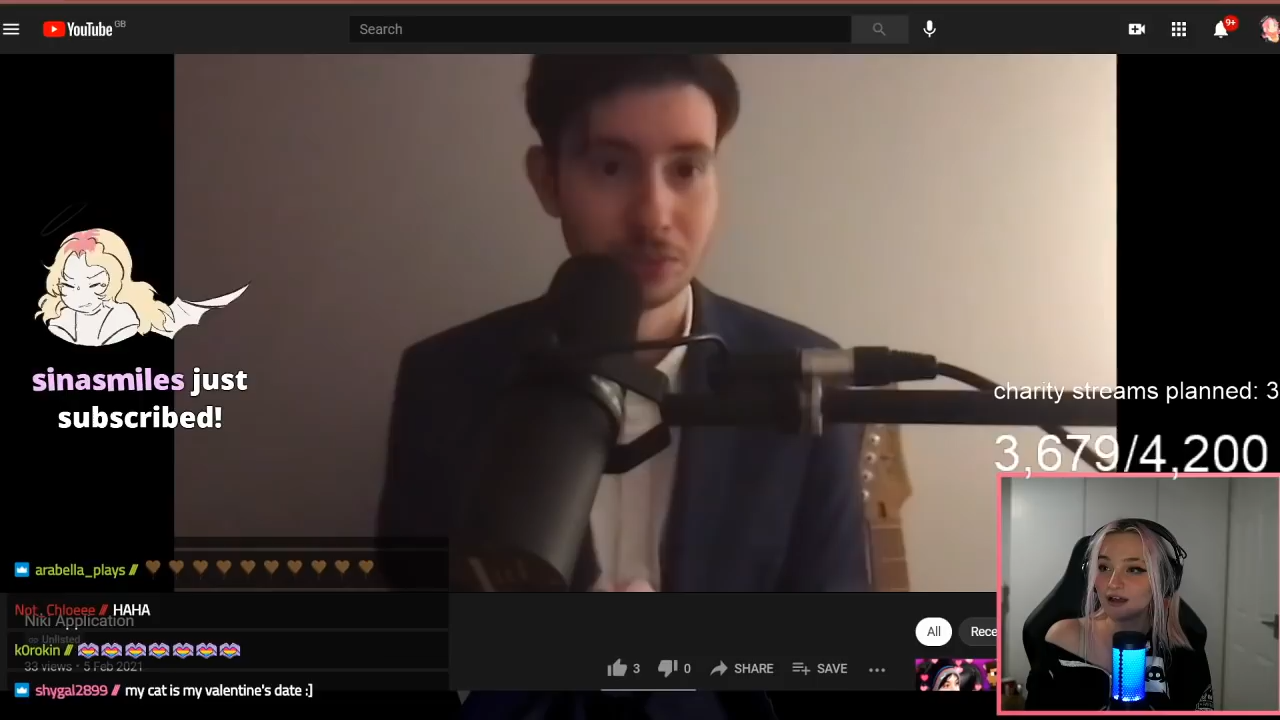 YouTube GB
Search
9+
sinasmiles just
subscribed!
charity streams planned: 3
3,679/4,200
arabella_plays //
Not_Chloeee // HAHA
Niki Application
Unlisted
k0rokin //
33 views • 5 Feb 2021
shygal2899 // my cat is my valentine's date :]
3
0
SHARE
SAVE
All
Rece